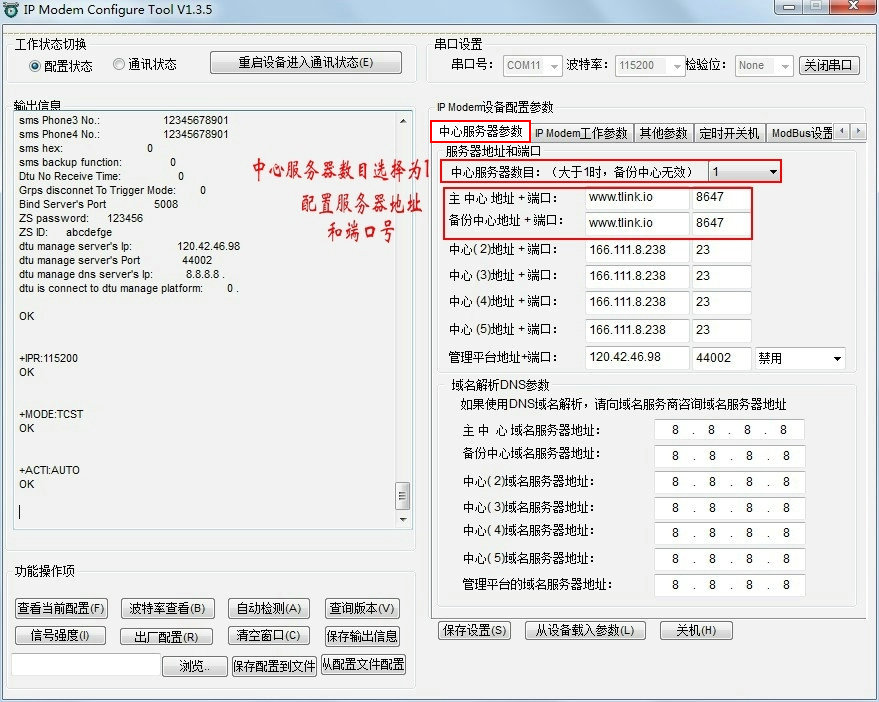 IP Modem Configure Tool V1.3.5
工作状态切换
配置状态
通讯状态
重启设备进入通讯状态(E)
串口设置
串口号：
COM11
波特率：
115200
检验位：
None
关闭串口
输出信息
sms Phone3 No.: 12345678901
sms Phone4 No.: 12345678901
sms hex: 0
sms backup function: 0
Dtu No Receive Time: 0
Grps disconnet To Trigger Mode: 0
Bind Server's Port 5008
ZS password: 123456
ZS ID: abcdefge
dtu manage server's Ip: 120.42.46.98
dtu manage server's Port 44002
dtu manage dns server's Ip: 8.8.8.8 .
dtu is connect to dtu manage platform: 0 .
OK
+IPR:115200
OK
+MODE:TCST
OK
+ACTI:AUTO
OK
中心服务器数目选择为1
配置服务器地址
和端口号
IP Modem设备配置参数
中心服务器参数
IP Modem工作参数
其他参数
定时开关机
ModBus设置
服务器地址和端口
中心服务器数目：（大于1时，备份中心无效） 1
主 中 心 地址 + 端口： www.tlink.io 8647
备份中心地址 + 端口： www.tlink.io 8647
中心( 2)地址 + 端口： 166.111.8.238 23
中心 (3)地址 + 端口： 166.111.8.238 23
中心 (4)地址 + 端口： 166.111.8.238 23
中心 (5)地址 + 端口： 166.111.8.238 23
管理平台地址+端口： 120.42.46.98 44002 禁用
域名解析DNS参数
如果使用DNS域名解析，请向域名服务商咨询域名服务器地址
主 中 心 域名服务器地址： 8 . 8 . 8 . 8
备份中心域名服务器地址： 8 . 8 . 8 . 8
中心( 2)域名服务器地址： 8 . 8 . 8 . 8
中心( 3)域名服务器地址： 8 . 8 . 8 . 8
中心( 4)域名服务器地址： 8 . 8 . 8 . 8
中心( 5)域名服务器地址： 8 . 8 . 8 . 8
管理平台的域名服务器地址： 8 . 8 . 8 . 8
功能操作项
查看当前配置(F)
波特率查看(B)
自动检测(A)
查询版本(V)
信号强度(I)
出厂配置(R)
清空窗口(C)
保存输出信息
浏览..
保存配置到文件
从配置文件配置
保存设置(S)
从设备载入参数(L)
关机(H)